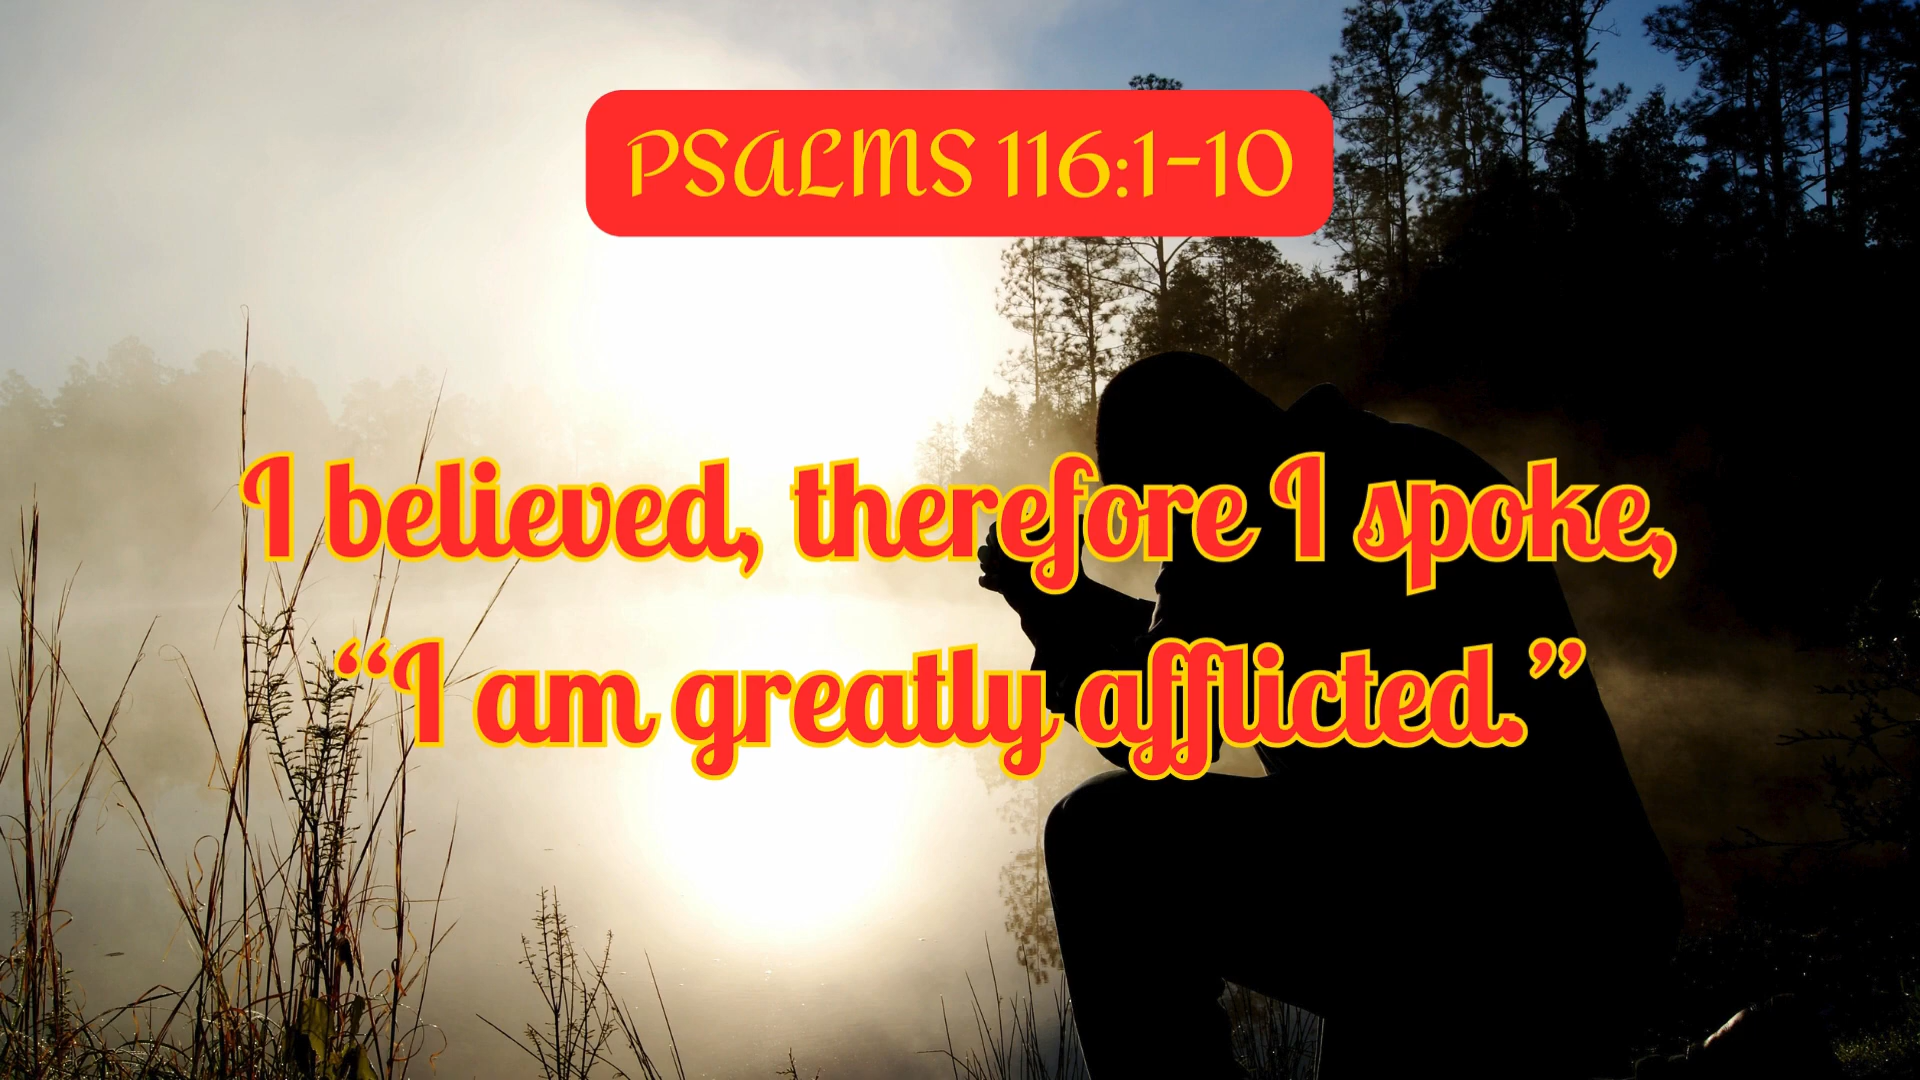 PSALMS 116:1-10
I believed, therefore I spoke,
“I am greatly afflicted.”